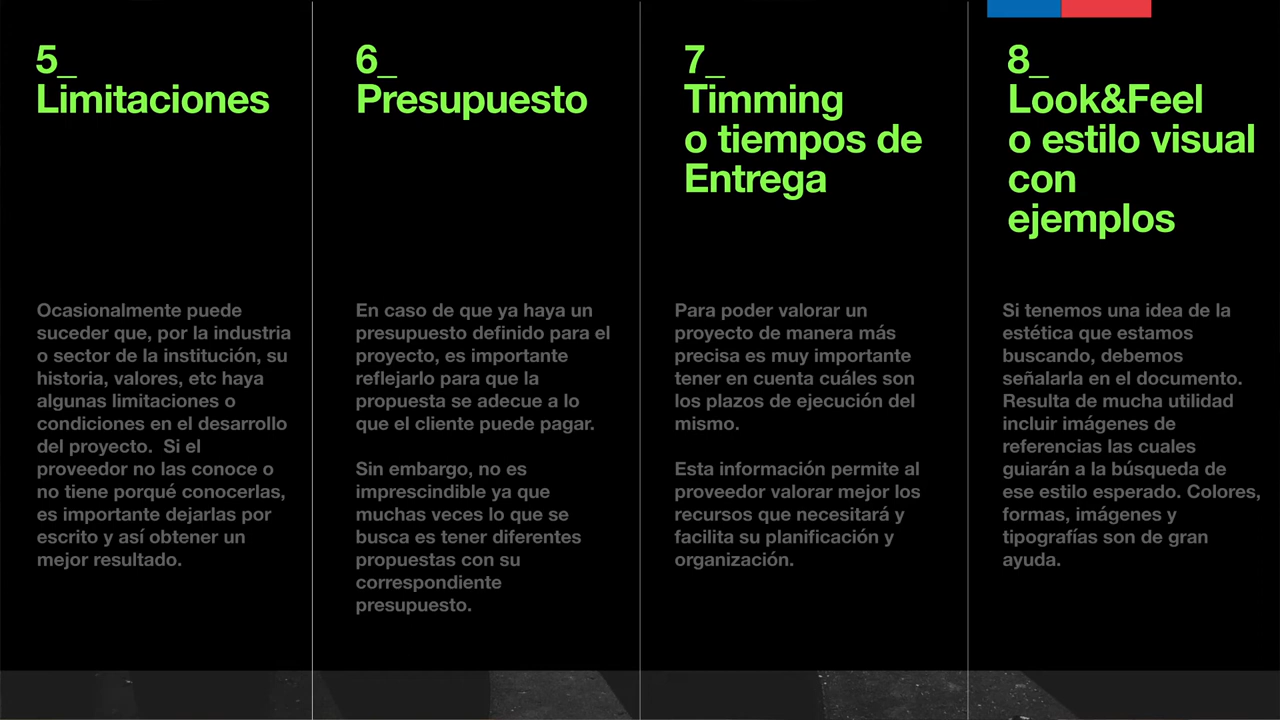 5_
Limitaciones
Ocasionalmente puede
suceder que, por la industria
o sector de la institución, su
historia, valores, etc haya
algunas limitaciones o
condiciones en el desarrollo
del proyecto.  Si el
proveedor no las conoce o
no tiene porqué conocerlas,
es importante dejarlas por
escrito y así obtener un
mejor resultado.
6_
Presupuesto
En caso de que ya haya un
presupuesto definido para el
proyecto, es importante
reflejarlo para que la
propuesta se adecue a lo
que el cliente puede pagar.
Sin embargo, no es
imprescindible ya que
muchas veces lo que se
busca es tener diferentes
propuestas con su
correspondiente
presupuesto.
7_
Timming
o tiempos de
Entrega
Para poder valorar un
proyecto de manera más
precisa es muy importante
tener en cuenta cuáles son
los plazos de ejecución del
mismo.
Esta información permite al
proveedor valorar mejor los
recursos que necesitará y
facilita su planificación y
organización.
8_
Look&Feel
o estilo visual
con
ejemplos
Si tenemos una idea de la
estética que estamos
buscando, debemos
señalarla en el documento.
Resulta de mucha utilidad
incluir imágenes de
referencias las cuales
guiarán a la búsqueda de
ese estilo esperado. Colores,
formas, imágenes y
tipografías son de gran
ayuda.